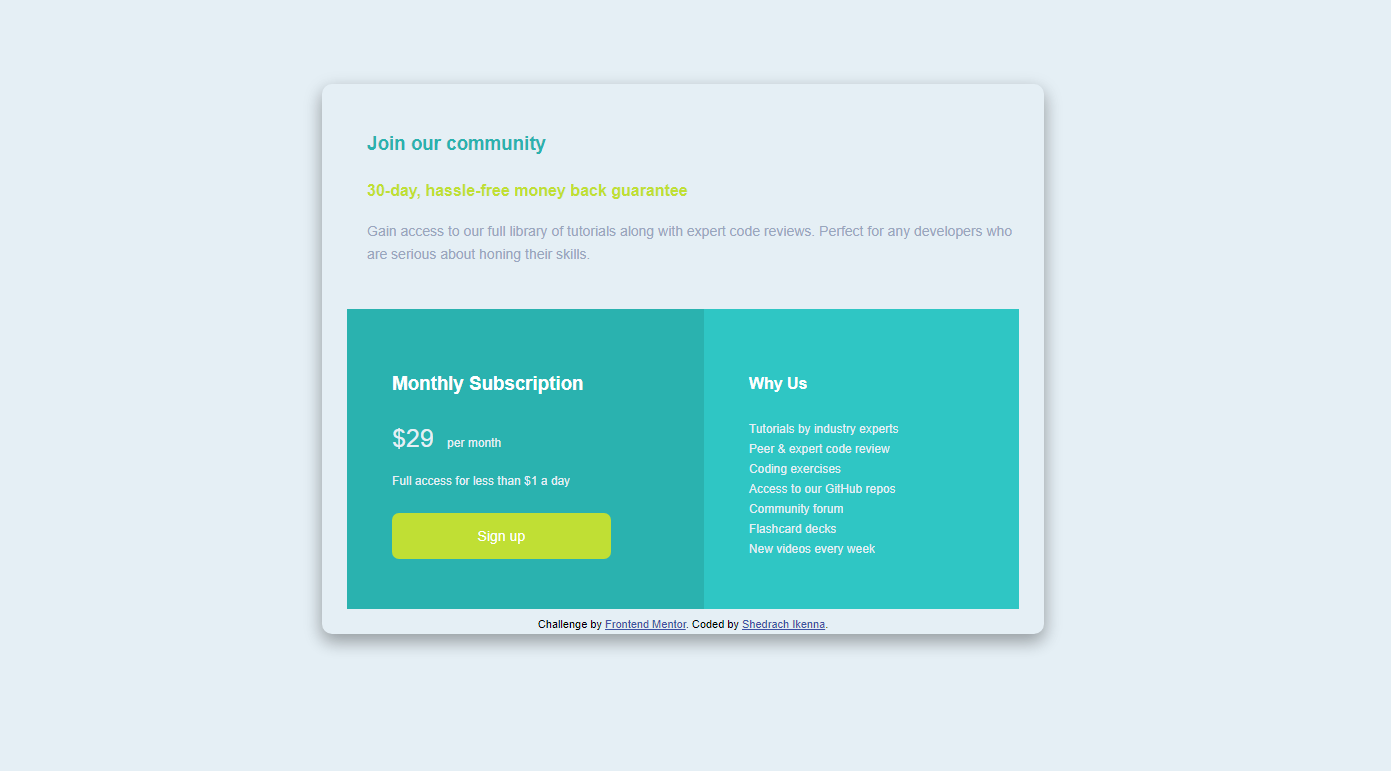 Join our community
30-day, hassle-free money back guarantee
Gain access to our full library of tutorials along with expert code reviews. Perfect for any developers who
are serious about honing their skills.
Monthly Subscription
$29 per month
Full access for less than $1 a day
Sign up
Why Us
Tutorials by industry experts
Peer & expert code review
Coding exercises
Access to our GitHub repos
Community forum
Flashcard decks
New videos every week
Challenge by Frontend Mentor. Coded by Shedrach Ikenna.